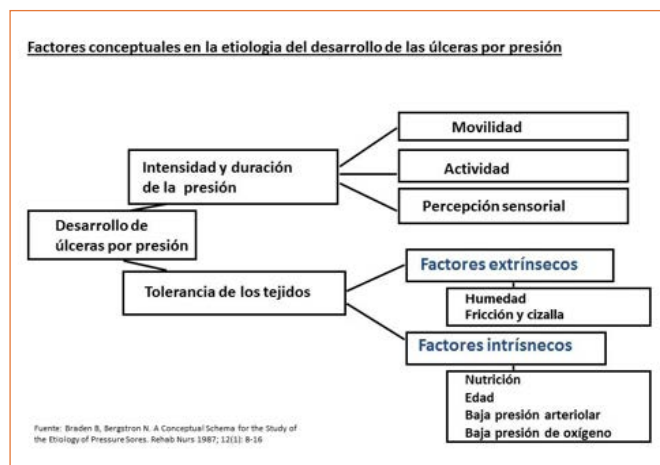 Factores conceptuales en la etiologia del desarrollo de las úlceras por presión
Movilidad
Intensidad y duración
de la presión
Actividad
Percepción sensorial
Desarrollo de
úlceras por presión
Tolerancia de los tejidos
Factores extrínsecos
Humedad
Fricción y cizalla
Factores intrísnecos
Nutrición
Edad
Baja presión arteriolar
Baja presión de oxígeno
Fuente: Braden B, Bergstron N. A Conceptual Schema for the Study of
the Etiology of Pressure Sores. Rehab Nurs 1987; 12(1): 8-16